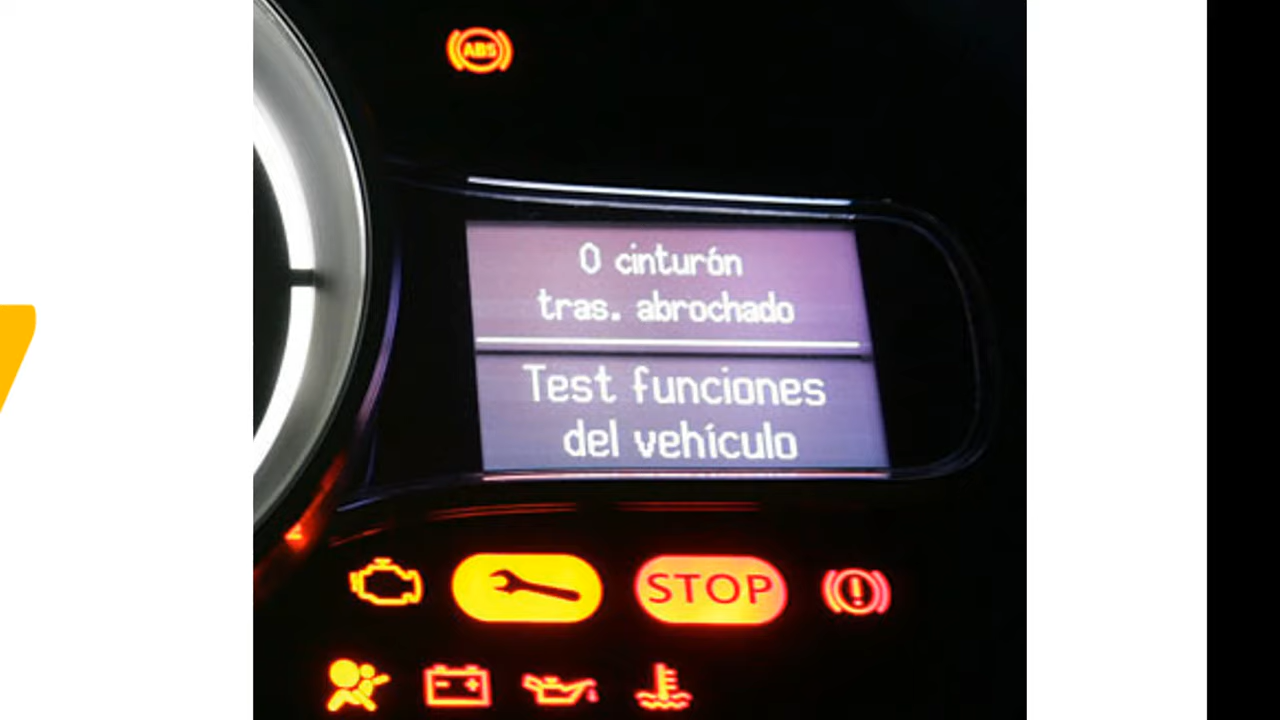 ABS
0 cinturón
tras. abrochado
Test funciones
del vehículo
STOP